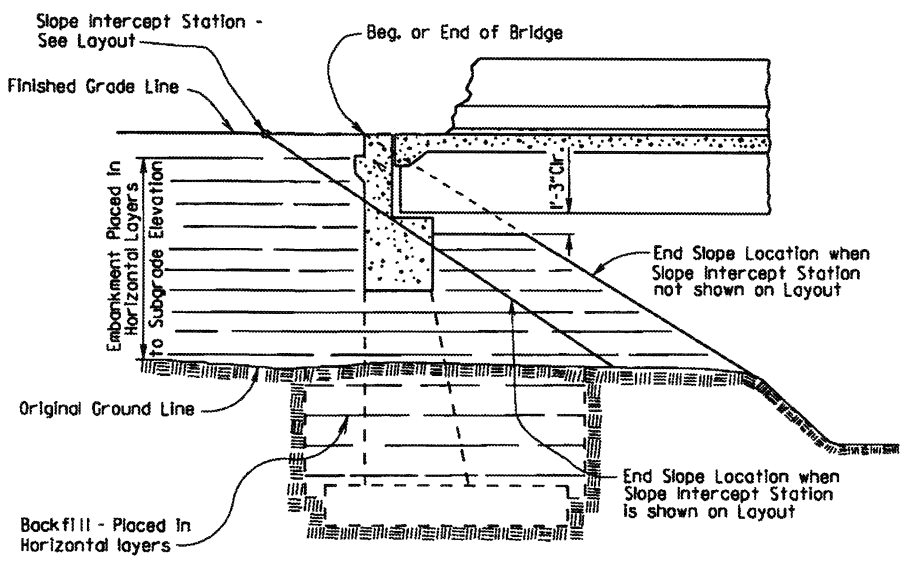 Slope Intercept Station -
See Layout
Beg. or End of Bridge
Finished Grade Line
Embankment Placed in
Horizontal Layers
to Subgrade Elevation
1'-3"Clr.
End Slope Location when
Slope Intercept Station
not shown on Layout
Original Ground Line
End Slope Location when
Slope Intercept Station
is shown on Layout
Backfill - Placed in
Horizontal layers